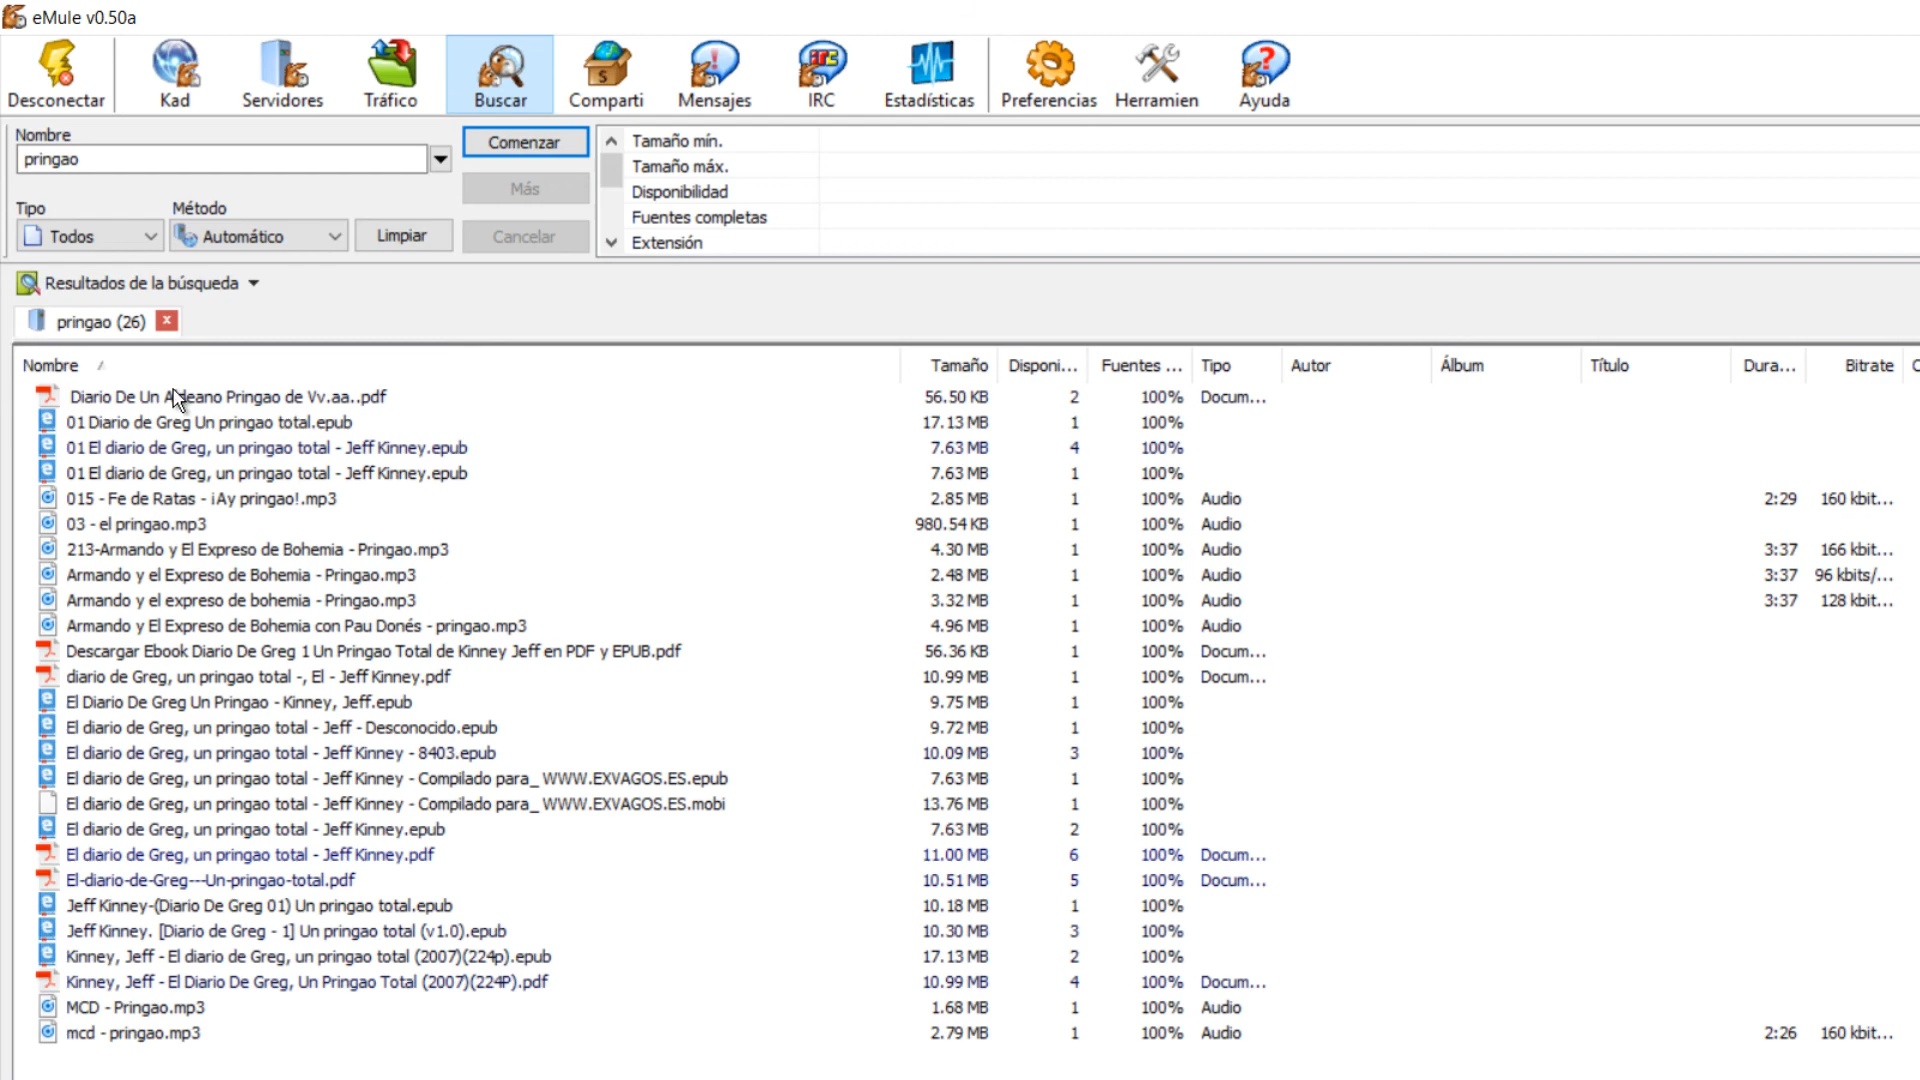 eMule v0.50a
Desconectar Kad Servidores Tráfico Buscar Comparti Mensajes IRC Estadísticas Preferencias Herramien Ayuda
Nombre
pringao
Tipo Método
Todos Automático Limpiar
Comenzar
Más
Cancelar
Tamaño mín.
Tamaño máx.
Disponibilidad
Fuentes completas
Extensión
Resultados de la búsqueda
pringao (26)
Nombre Tamaño Disponi... Fuentes ... Tipo Autor Álbum Título Dura... Bitrate
Diario De Un Aldeano Pringao de Vv.aa..pdf 56.50 KB 2 100% Docum...
01 Diario de Greg Un pringao total.epub 17.13 MB 1 100%
01 El diario de Greg, un pringao total - Jeff Kinney.epub 7.63 MB 4 100%
01 El diario de Greg, un pringao total - Jeff Kinney.epub 7.63 MB 1 100%
015 - Fe de Ratas - ¡Ay pringao!.mp3 2.85 MB 1 100% Audio 2:29 160 kbit...
03 - el pringao.mp3 980.54 KB 1 100% Audio
213-Armando y El Expreso de Bohemia - Pringao.mp3 4.30 MB 1 100% Audio 3:37 166 kbit...
Armando y el Expreso de Bohemia - Pringao.mp3 2.48 MB 1 100% Audio 3:37 96 kbits/...
Armando y el expreso de bohemia - Pringao.mp3 3.32 MB 1 100% Audio 3:37 128 kbit...
Armando y El Expreso de Bohemia con Pau Donés - pringao.mp3 4.96 MB 1 100% Audio
Descargar Ebook Diario De Greg 1 Un Pringao Total de Kinney Jeff en PDF y EPUB.pdf 56.36 KB 1 100% Docum...
diario de Greg, un pringao total -, El - Jeff Kinney.pdf 10.99 MB 1 100% Docum...
El Diario De Greg Un Pringao - Kinney, Jeff.epub 9.75 MB 1 100%
El diario de Greg, un pringao total - Jeff - Desconocido.epub 9.72 MB 1 100%
El diario de Greg, un pringao total - Jeff Kinney - 8403.epub 10.09 MB 3 100%
El diario de Greg, un pringao total - Jeff Kinney - Compilado para_ WWW.EXVAGOS.ES.epub 7.63 MB 1 100%
El diario de Greg, un pringao total - Jeff Kinney - Compilado para_ WWW.EXVAGOS.ES.mobi 13.76 MB 1 100%
El diario de Greg, un pringao total - Jeff Kinney.epub 7.63 MB 2 100%
El diario de Greg, un pringao total - Jeff Kinney.pdf 11.00 MB 6 100% Docum...
El-diario-de-Greg---Un-pringao-total.pdf 10.51 MB 5 100% Docum...
Jeff Kinney-(Diario De Greg 01) Un pringao total.epub 10.18 MB 1 100%
Jeff Kinney. [Diario de Greg - 1] Un pringao total (v1.0).epub 10.30 MB 3 100%
Kinney, Jeff - El diario de Greg, un pringao total (2007)(224p).epub 17.13 MB 2 100%
Kinney, Jeff - El Diario De Greg, Un Pringao Total (2007)(224P).pdf 10.99 MB 4 100% Docum...
MCD - Pringao.mp3 1.68 MB 1 100% Audio
mcd - pringao.mp3 2.79 MB 1 100% Audio 2:26 160 kbit...